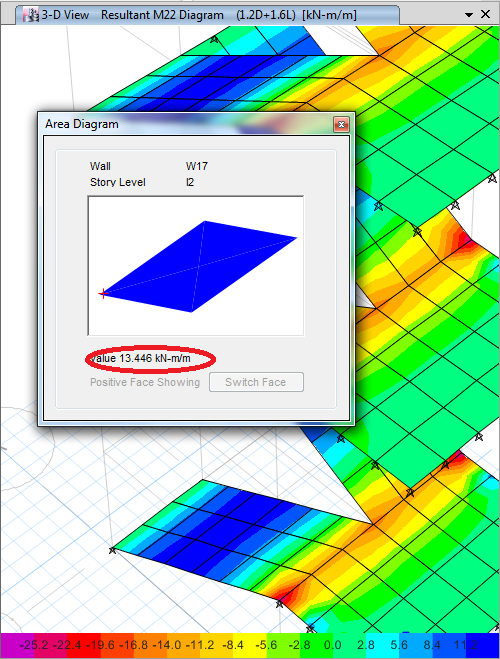 3-D View Resultant M22 Diagram (1.2D+1.6L) [kN-m/m]
Area Diagram
Wall W17
Story Level I2
Value 13.446 kN-m/m
Positive Face Showing Switch Face
-25.2 -22.4 -19.6 -16.8 -14.0 -11.2 -8.4 -5.6 -2.8 0.0 2.8 5.6 8.4 11.2